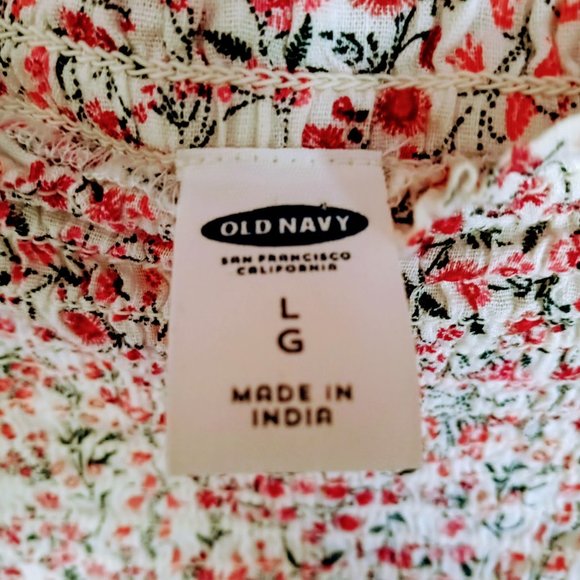 OLD NAVY
SAN FRANCISCO
CALIFORNIA
L
G
MADE IN
INDIA